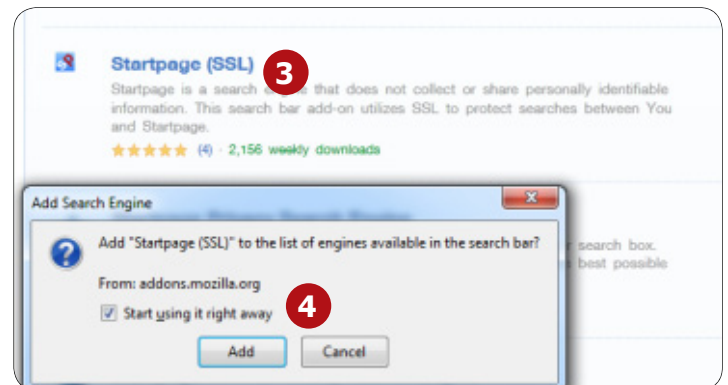 Startpage (SSL) 3
Startpage is a search that does not collect or share personally identifiable
information. This search bar add-on utilizes SSL to protect searches between You
and Startpage.
(4) · 2,156 weekly downloads
Add Search Engine
Add "Startpage (SSL)" to the list of engines available in the search bar?
r search box.
best possible
From: addons.mozilla.org
Start using it right away 4
Add Cancel